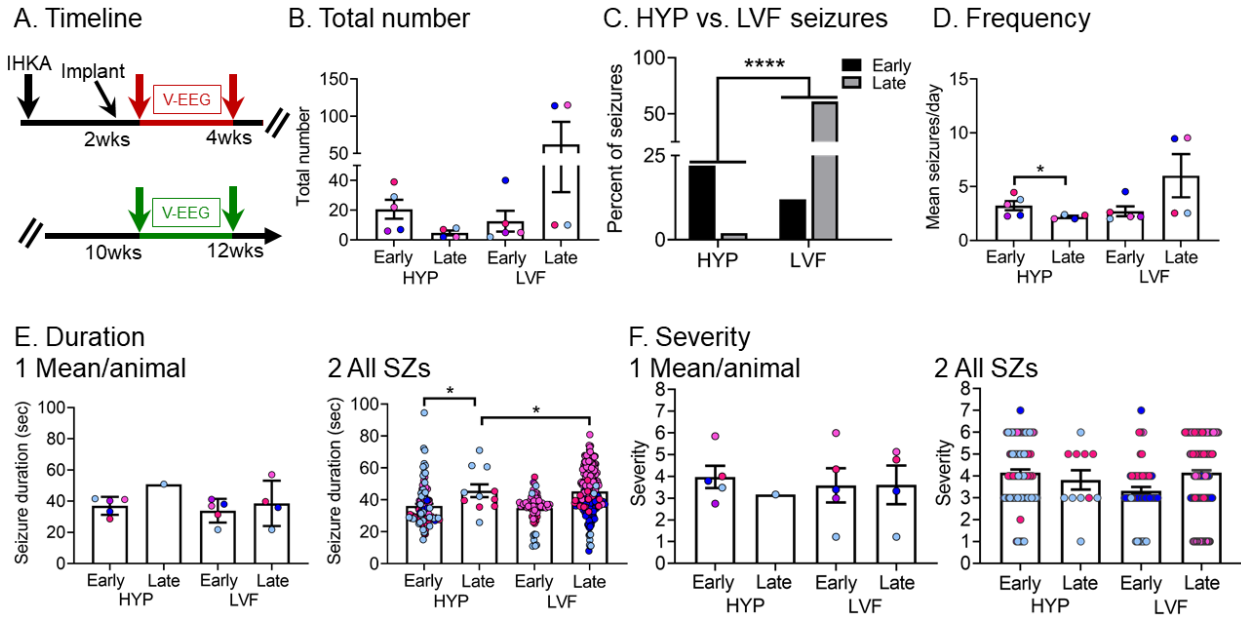 A. Timeline
IHKA
Implant
V-EEG
2wks
4wks
V-EEG
10wks
12wks
B. Total number
Total number
150
100
50
40
20
0
Early
Late
Early
Late
HYP
LVF
C. HYP vs. LVF seizures
Percent of seizures
100
50
25
0
****
Early
Late
HYP
LVF
D. Frequency
Mean seizures/day
15
10
5
0
*
Early
Late
Early
Late
HYP
LVF
E. Duration
1 Mean/animal
Seizure duration (sec)
100
80
60
40
20
0
Early
Late
Early
Late
HYP
LVF
2 All SZs
Seizure duration (sec)
100
80
60
40
20
0
*
*
Early
Late
Early
Late
HYP
LVF
F. Severity
1 Mean/animal
Severity
8
7
6
5
4
3
2
1
0
Early
Late
Early
Late
HYP
LVF
2 All SZs
Severity
8
7
6
5
4
3
2
1
0
Early
Late
Early
Late
HYP
LVF